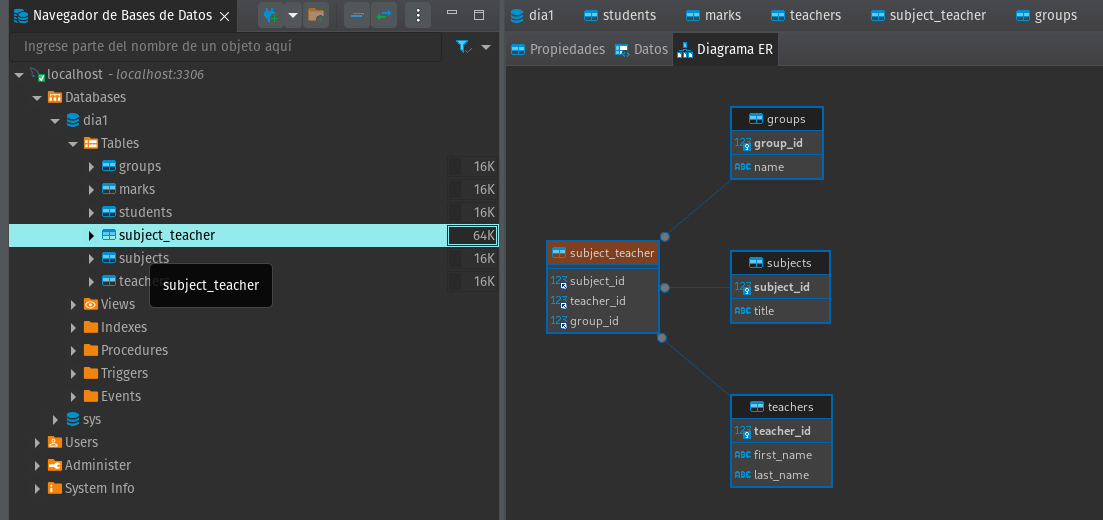 Navegador de Bases de Datos
Ingrese parte del nombre de un objeto aquí
localhost - localhost:3306
Databases
dia1
Tables
groups 16K
marks 16K
students 16K
subject_teacher 64K
subjects 16K
teachers 16K
subject_teacher
Views
Indexes
Procedures
Triggers
Events
sys
Users
Administer
System Info
dia1 students marks teachers subject_teacher groups
Propiedades Datos Diagrama ER
groups
123 group_id
ABC name
subject_teacher
123 subject_id
123 teacher_id
123 group_id
subjects
123 subject_id
ABC title
teachers
123 teacher_id
ABC first_name
ABC last_name